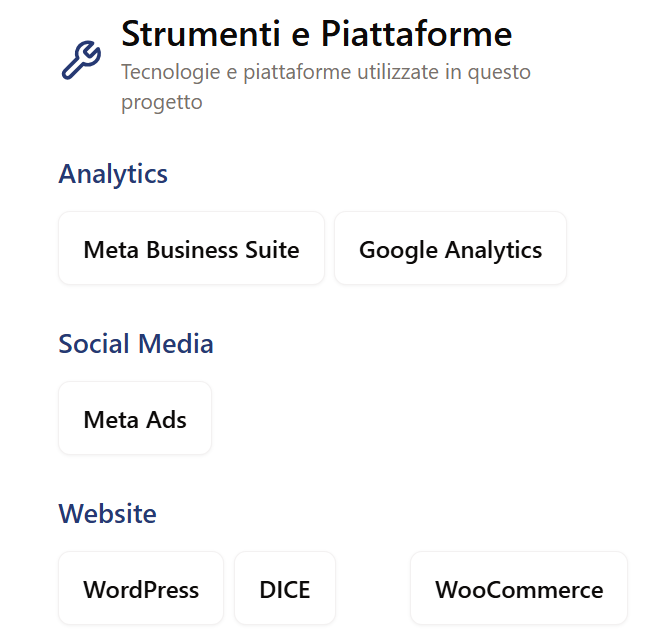 Strumenti e Piattaforme
Tecnologie e piattaforme utilizzate in questo
progetto
Analytics
Meta Business Suite
Google Analytics
Social Media
Meta Ads
Website
WordPress
DICE
WooCommerce